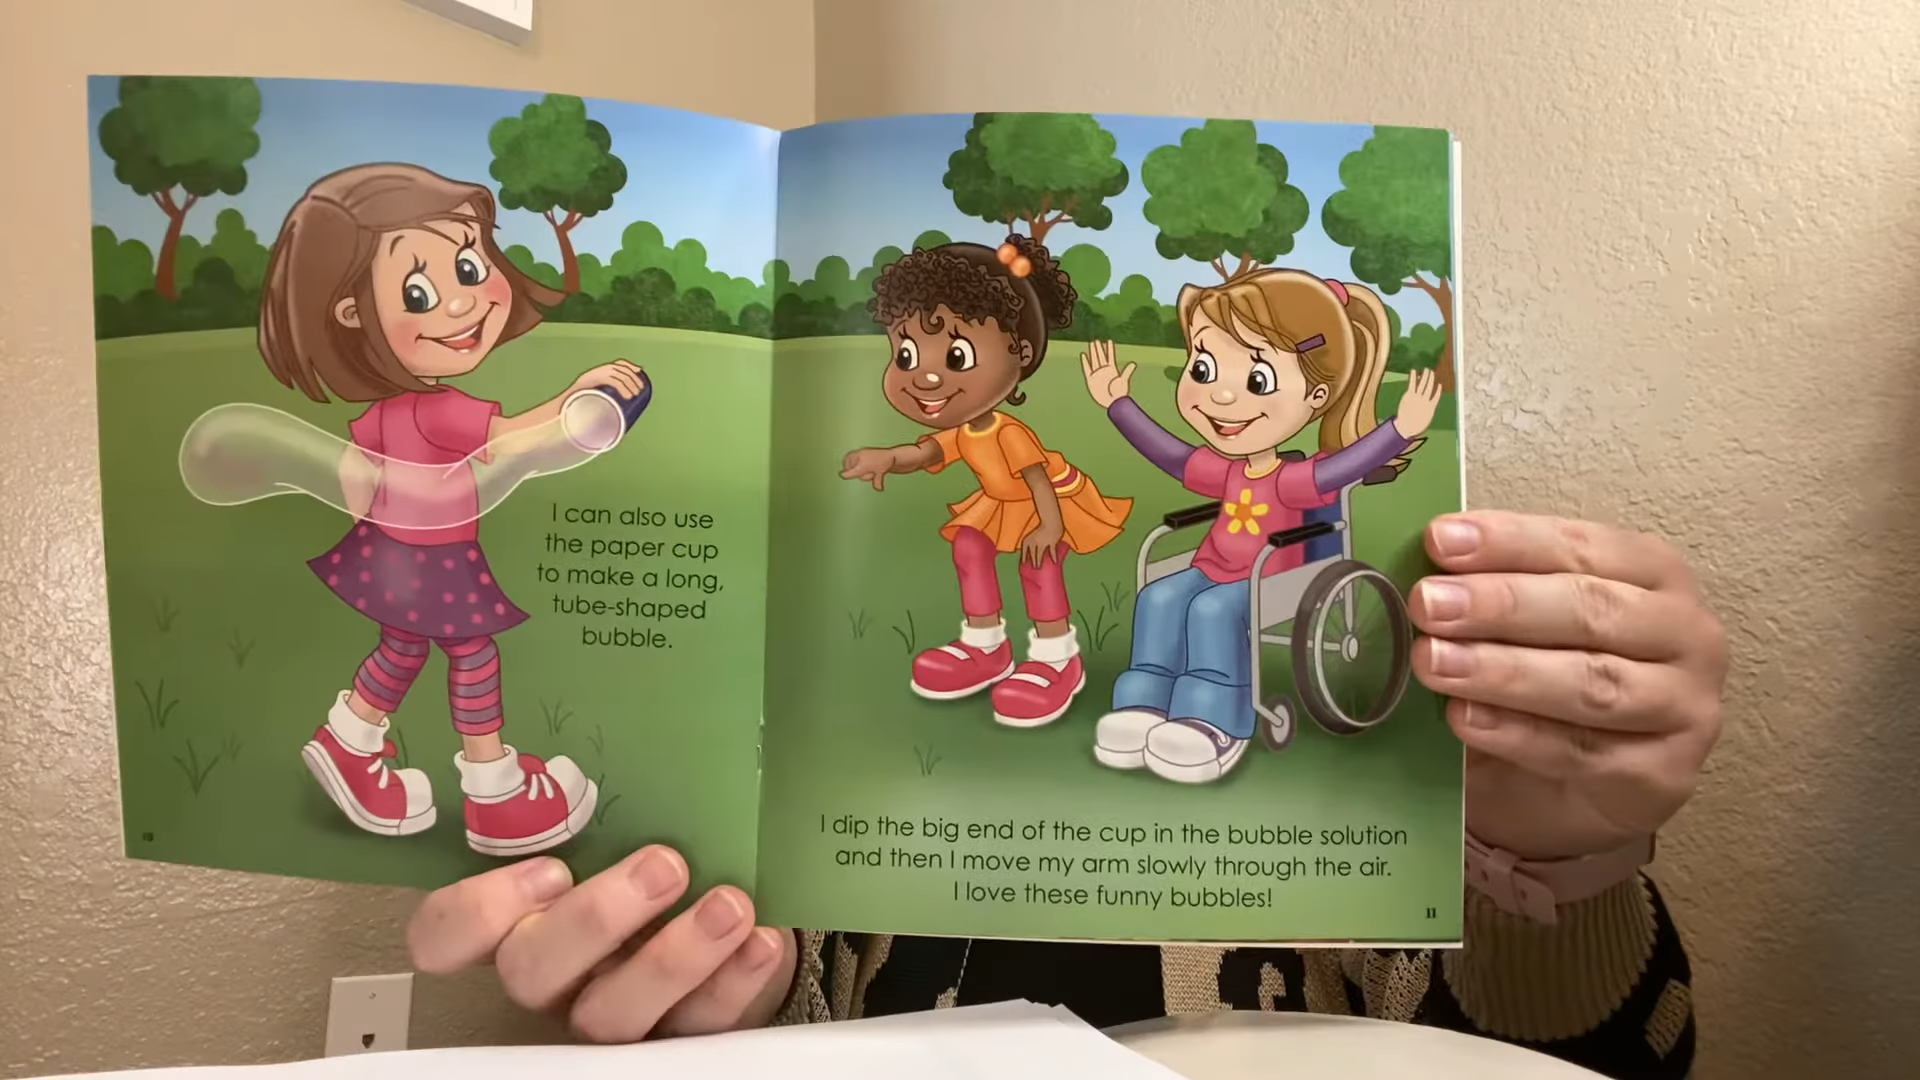 I can also use
the paper cup
to make a long,
tube-shaped
bubble.
10
I dip the big end of the cup in the bubble solution
and then I move my arm slowly through the air.
I love these funny bubbles!
11